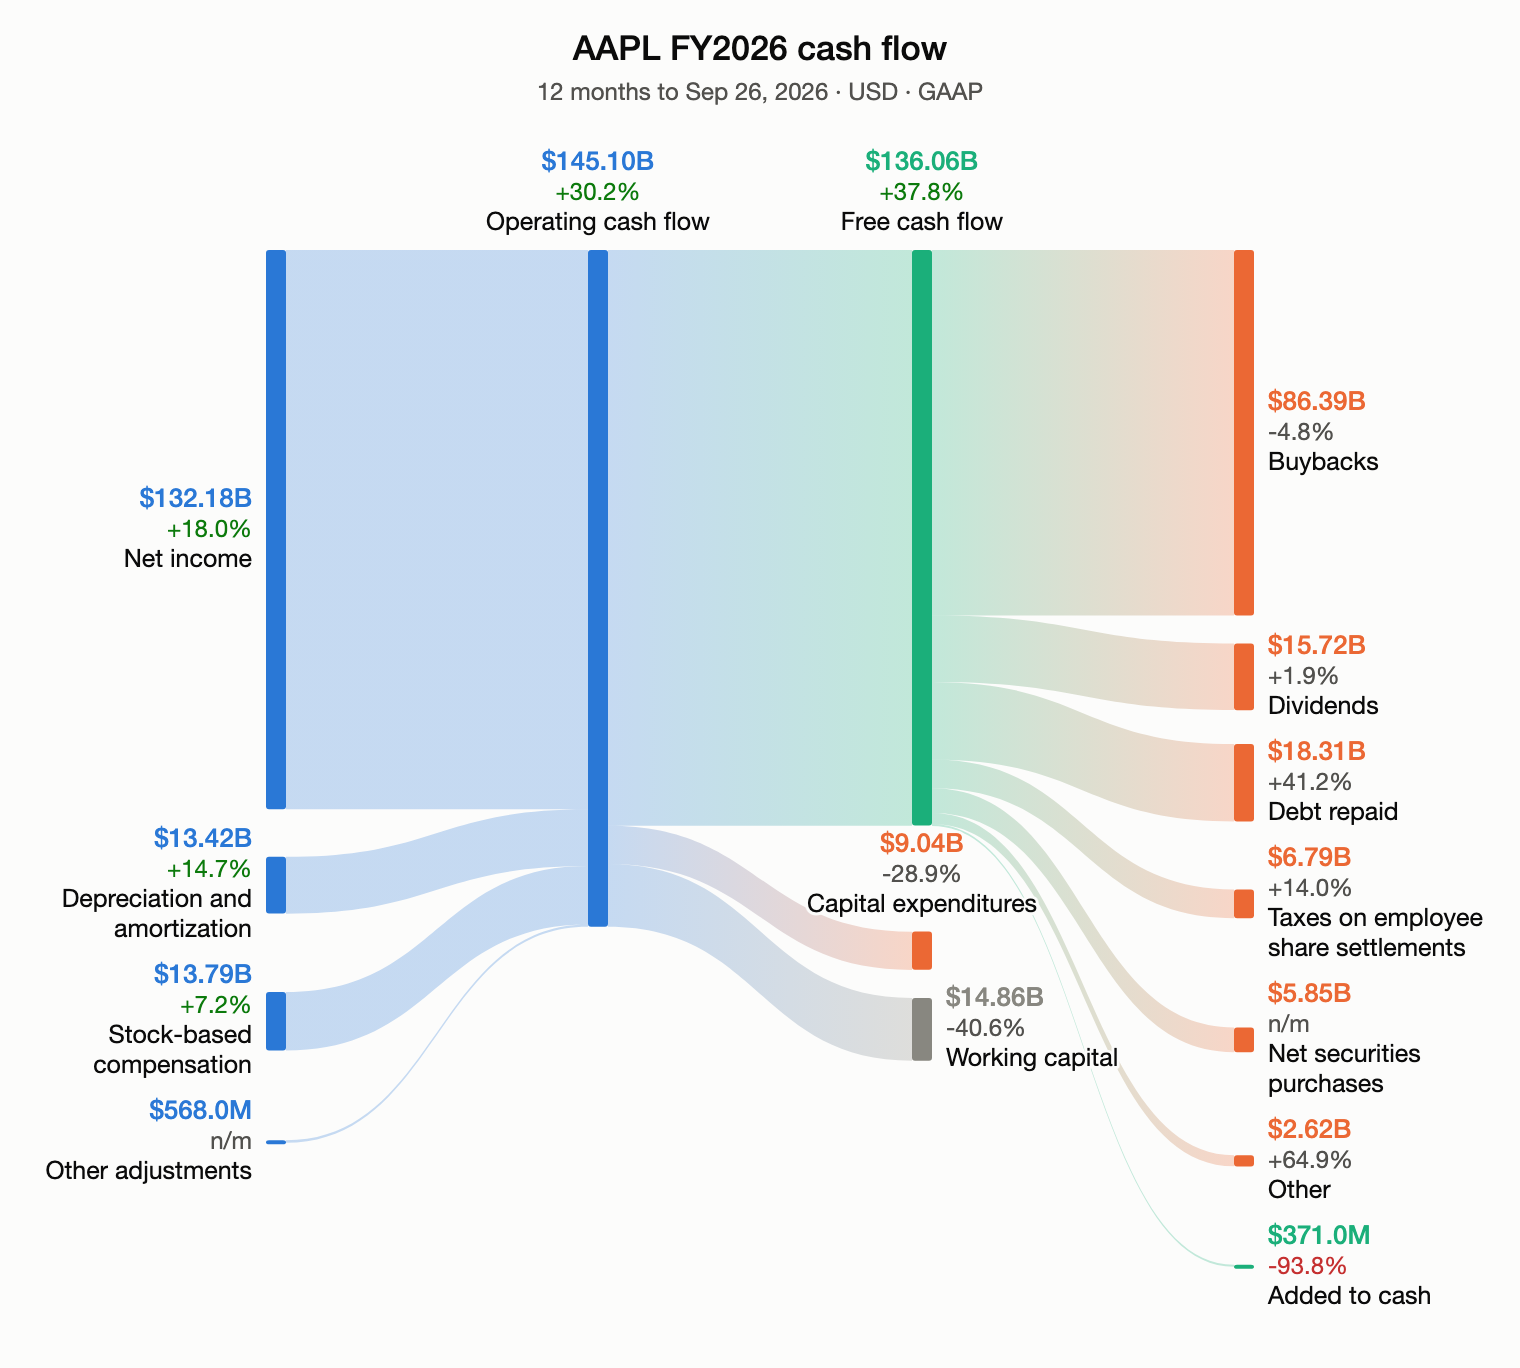 AAPL FY2026 cash flow
12 months to Sep 26, 2026 · USD · GAAP
$145.10B
+30.2%
Operating cash flow
$136.06B
+37.8%
Free cash flow
$132.18B
+18.0%
Net income
$13.42B
+14.7%
Depreciation and
amortization
$13.79B
+7.2%
Stock-based
compensation
$568.0M
n/m
Other adjustments
$9.04B
-28.9%
Capital expenditures
$14.86B
-40.6%
Working capital
$86.39B
-4.8%
Buybacks
$15.72B
+1.9%
Dividends
$18.31B
+41.2%
Debt repaid
$6.79B
+14.0%
Taxes on employee
share settlements
$5.85B
n/m
Net securities
purchases
$2.62B
+64.9%
Other
$371.0M
-93.8%
Added to cash